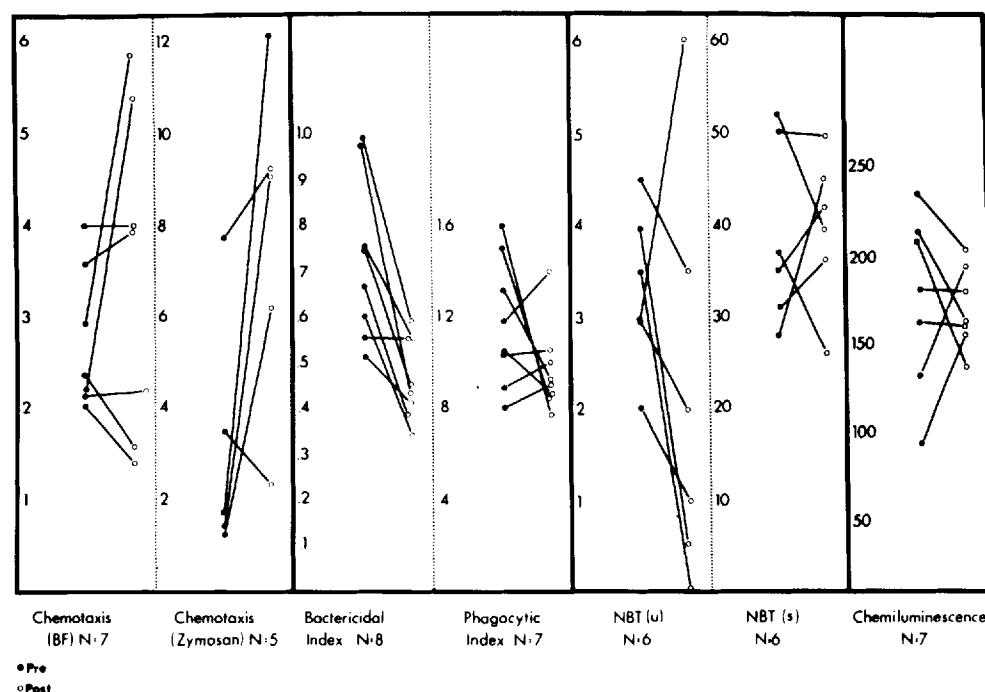 6 12 6 60
5 10 1.0 5 50
250
.9
4 8 .8 1.6 4 40
200
.7
3 6 .6 1.2 3 30
150
.5
2 4 .4 .8 2 20
100
.3
1 2 .2 .4 1 10
50
.1
Chemotaxis Chemotaxis Bactericidal Phagocytic NBT (u) NBT (s) Chemiluminescence
(BF) N=7 (Zymosan) N=5 Index N=8 Index N=7 N=6 N=6 N=7
●Pre
○Post